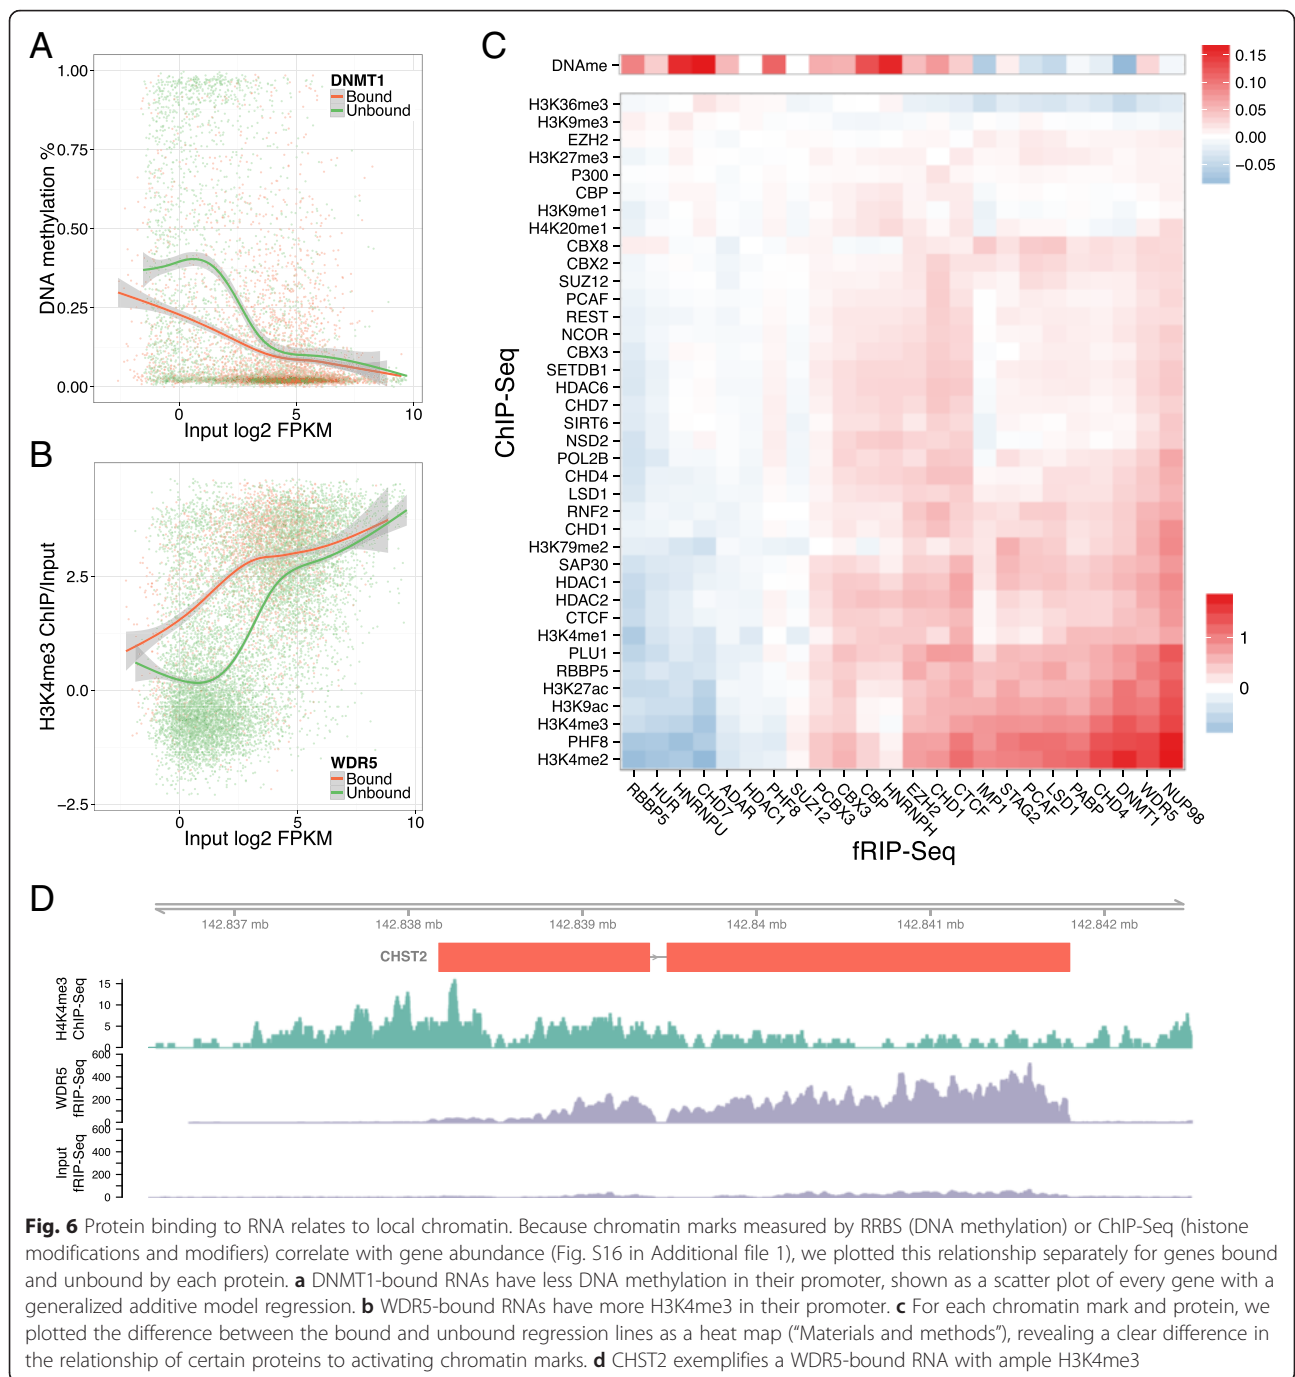 A
DNA methylation %
1.00
0.75
0.50
0.25
0.00
DNMT1
Bound
Unbound
0
5
10
Input log2 FPKM
B
H3K4me3 ChIP/Input
2.5
0.0
−2.5
WDR5
Bound
Unbound
0
5
10
Input log2 FPKM
C
DNAme
ChIP-Seq
H3K36me3
H3K9me3
EZH2
H3K27me3
P300
CBP
H3K9me1
H4K20me1
CBX8
CBX2
SUZ12
PCAF
REST
NCOR
CBX3
SETDB1
HDAC6
CHD7
SIRT6
NSD2
POL2B
CHD4
LSD1
RNF2
CHD1
H3K79me2
SAP30
HDAC1
HDAC2
CTCF
H3K4me1
PLU1
RBBP5
H3K27ac
H3K9ac
H3K4me3
PHF8
H3K4me2
RBBP5
HUR
HNRNPU
CHD7
ADAR
HDAC1
PHF8
SUZ12
PCBX3
CBX3
CBP
HNRNPH
EZH2
CHD1
CTCF
IMP1
STAG2
PCAF
LSD1
PABP
CHD4
DNMT1
WDR5
NUP98
fRIP-Seq
0.15
0.10
0.05
0.00
−0.05
1
0
D
142.837 mb
142.838 mb
142.839 mb
142.84 mb
142.841 mb
142.842 mb
CHST2
H4K4me3
ChIP-Seq
15
10
5
0
WDR5
fRIP-Seq
600
400
200
0
Input
fRIP-Seq
600
400
200
0
Fig. 6 Protein binding to RNA relates to local chromatin. Because chromatin marks measured by RRBS (DNA methylation) or ChIP-Seq (histone
modifications and modifiers) correlate with gene abundance (Fig. S16 in Additional file 1), we plotted this relationship separately for genes bound
and unbound by each protein. a DNMT1-bound RNAs have less DNA methylation in their promoter, shown as a scatter plot of every gene with a
generalized additive model regression. b WDR5-bound RNAs have more H3K4me3 in their promoter. c For each chromatin mark and protein, we
plotted the difference between the bound and unbound regression lines as a heat map (“Materials and methods”), revealing a clear difference in
the relationship of certain proteins to activating chromatin marks. d CHST2 exemplifies a WDR5-bound RNA with ample H3K4me3